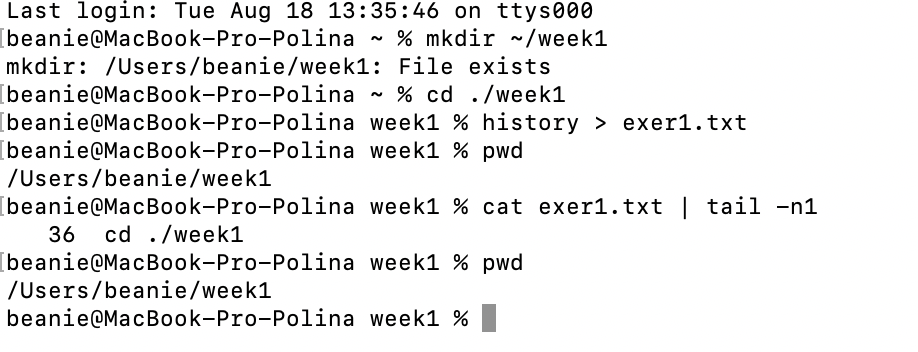 Last login: Tue Aug 18 13:35:46 on ttys000
[beanie@MacBook-Pro-Polina ~ % mkdir ~/week1
mkdir: /Users/beanie/week1: File exists
[beanie@MacBook-Pro-Polina ~ % cd ./week1
[beanie@MacBook-Pro-Polina week1 % history > exer1.txt
[beanie@MacBook-Pro-Polina week1 % pwd
/Users/beanie/week1
[beanie@MacBook-Pro-Polina week1 % cat exer1.txt | tail -n1
   36  cd ./week1
[beanie@MacBook-Pro-Polina week1 % pwd
/Users/beanie/week1
beanie@MacBook-Pro-Polina week1 %